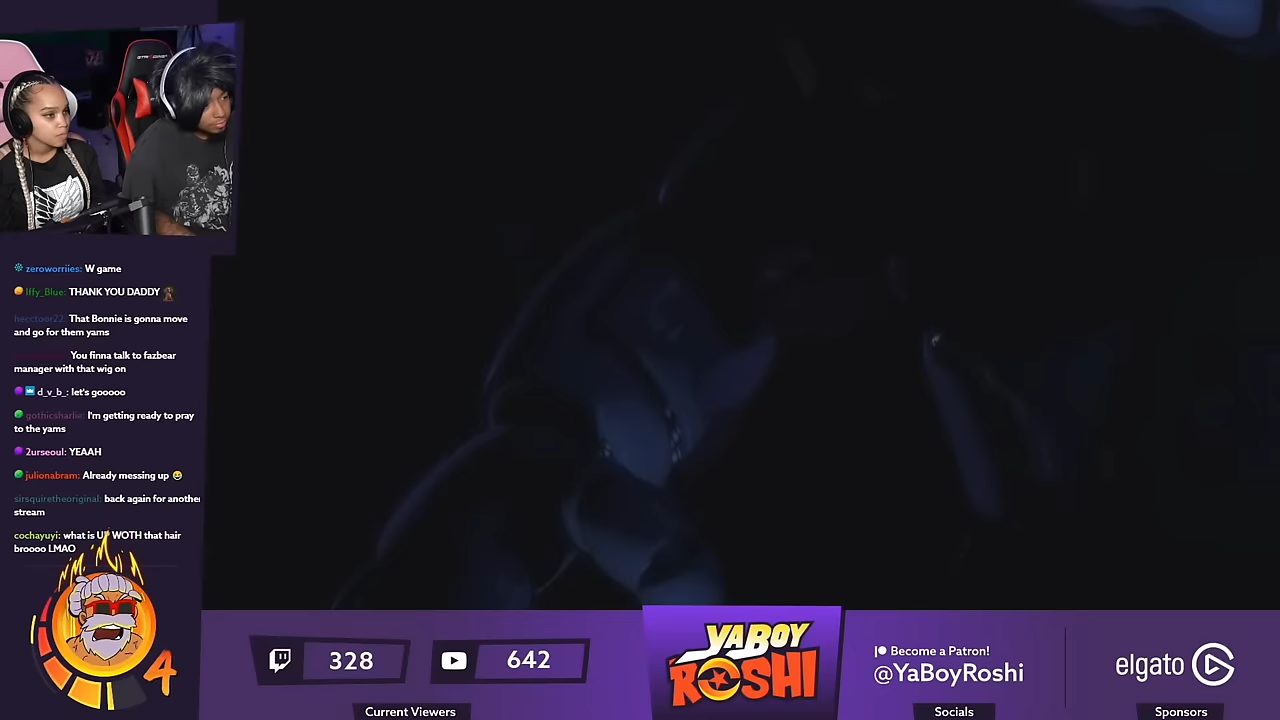 zeroworriies: W game
Iffy_Blue: THANK YOU DADDY
hecctoor22: That Bonnie is gonna move
and go for them yams
You finna talk to fazbear
manager with that wig on
d_v_b_: let's gooooo
gothicsharlie: I'm getting ready to pray
to the yams
2urseoul: YEAAH
julionabram: Already messing up
sirsquiretheoriginal: back again for another
stream
cochayuyi: what is UP WOTH that hair
broooo LMAO
4
328
642
Current Viewers
YABOY
ROSHI
Become a Patron!
@YaBoyRoshi
Socials
elgato
Sponsors